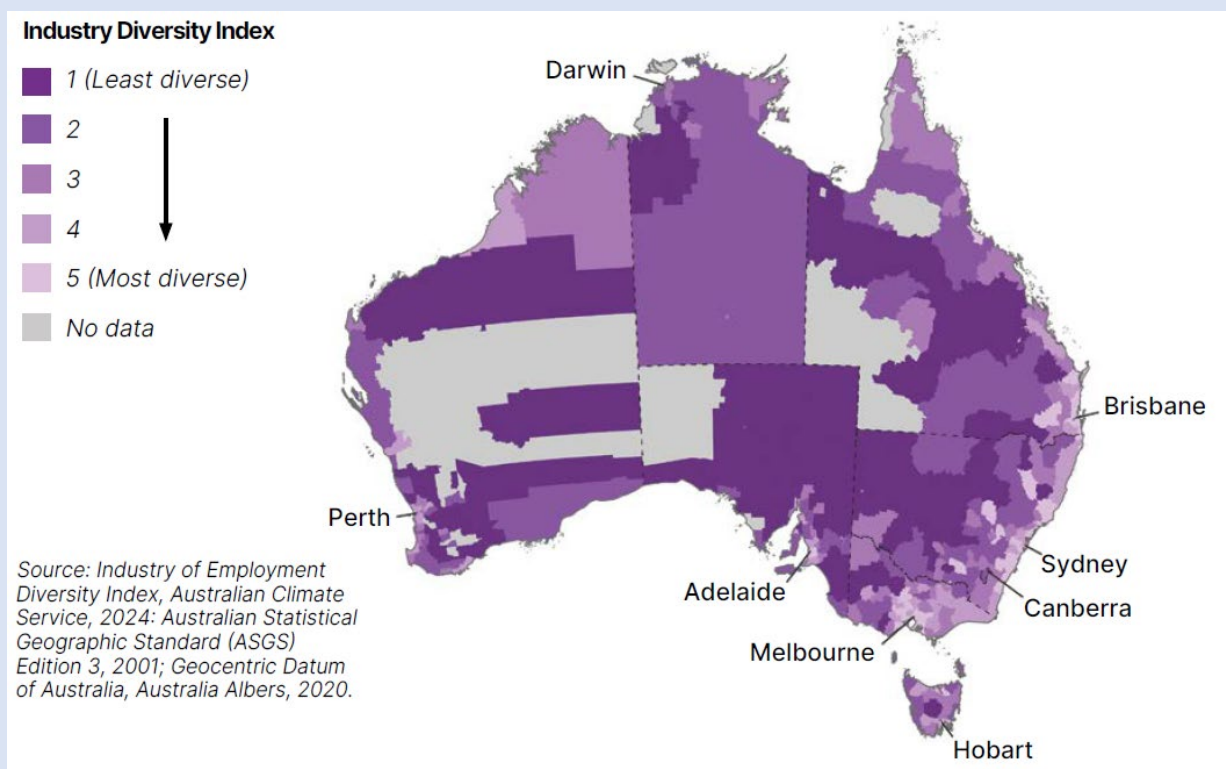 Industry Diversity Index
1 (Least diverse)
2
3
4
5 (Most diverse)
No data
Darwin
Brisbane
Perth
Sydney
Adelaide
Canberra
Melbourne
Hobart
Source: Industry of Employment
Diversity Index, Australian Climate
Service, 2024: Australian Statistical
Geographic Standard (ASGS)
Edition 3, 2001; Geocentric Datum
of Australia, Australia Albers, 2020.